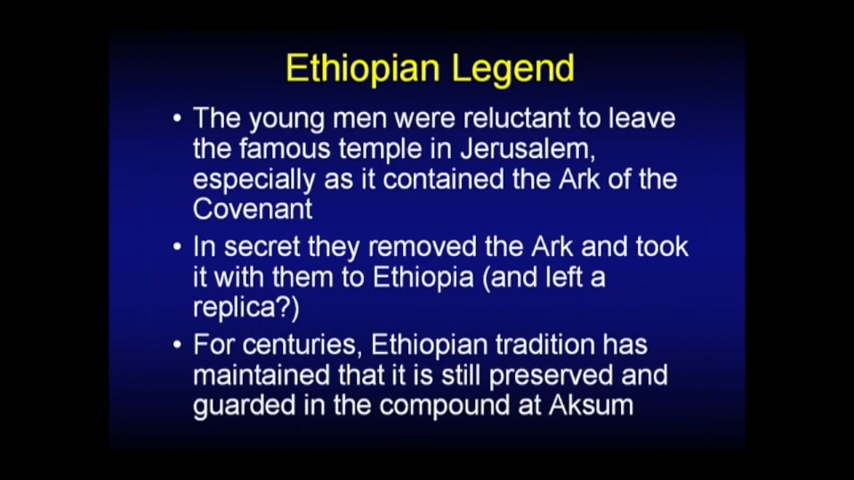 Ethiopian Legend
• The young men were reluctant to leave
the famous temple in Jerusalem,
especially as it contained the Ark of the
Covenant
• In secret they removed the Ark and took
it with them to Ethiopia (and left a
replica?)
• For centuries, Ethiopian tradition has
maintained that it is still preserved and
guarded in the compound at Aksum